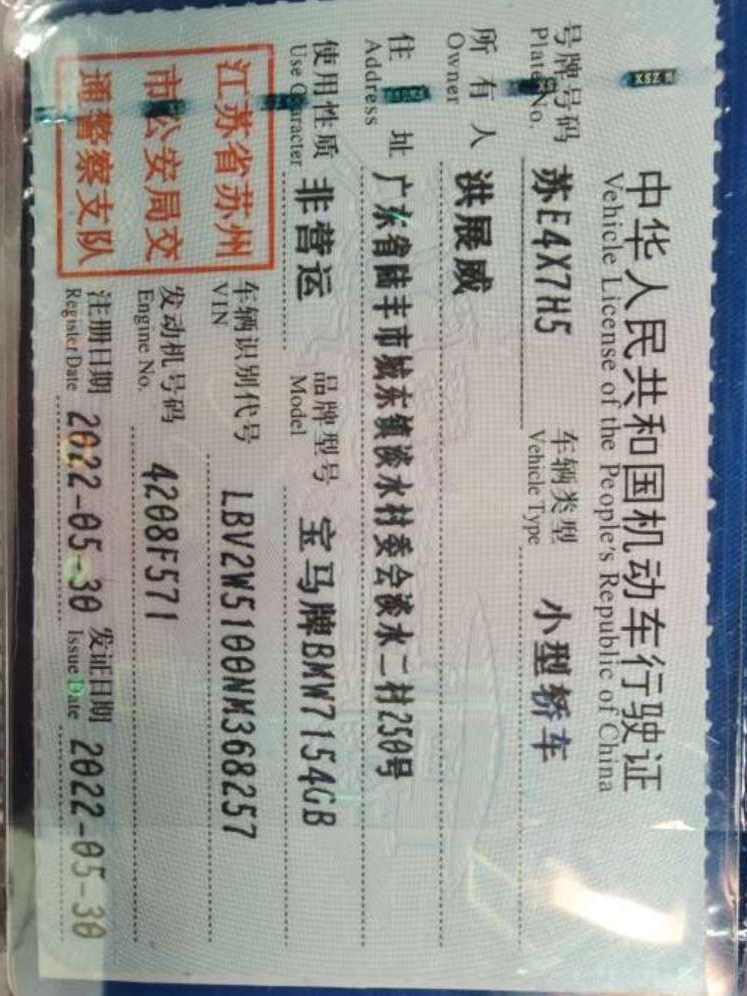 中华人民共和国机动车行驶证
Vehicle License of the People's Republic of China
号牌号码 苏E4X7H5 车辆类型 小型轿车
Plate No. Vehicle Type
所有人 洪展威
Owner
住址 广东省陆丰市城东镇淡水村委会淡水二村250号
Address
使用性质 非营运 品牌型号 宝马牌BMW7154GB
Use Character Model
江苏省苏州
市公安局交
通警察支队
车辆识别代号 LBV2W5100NM368257
VIN
发动机号码 4208F571
Engine No.
注册日期 2022-05-30 发证日期 2022-05-30
Register Date Issue Date
XSZ